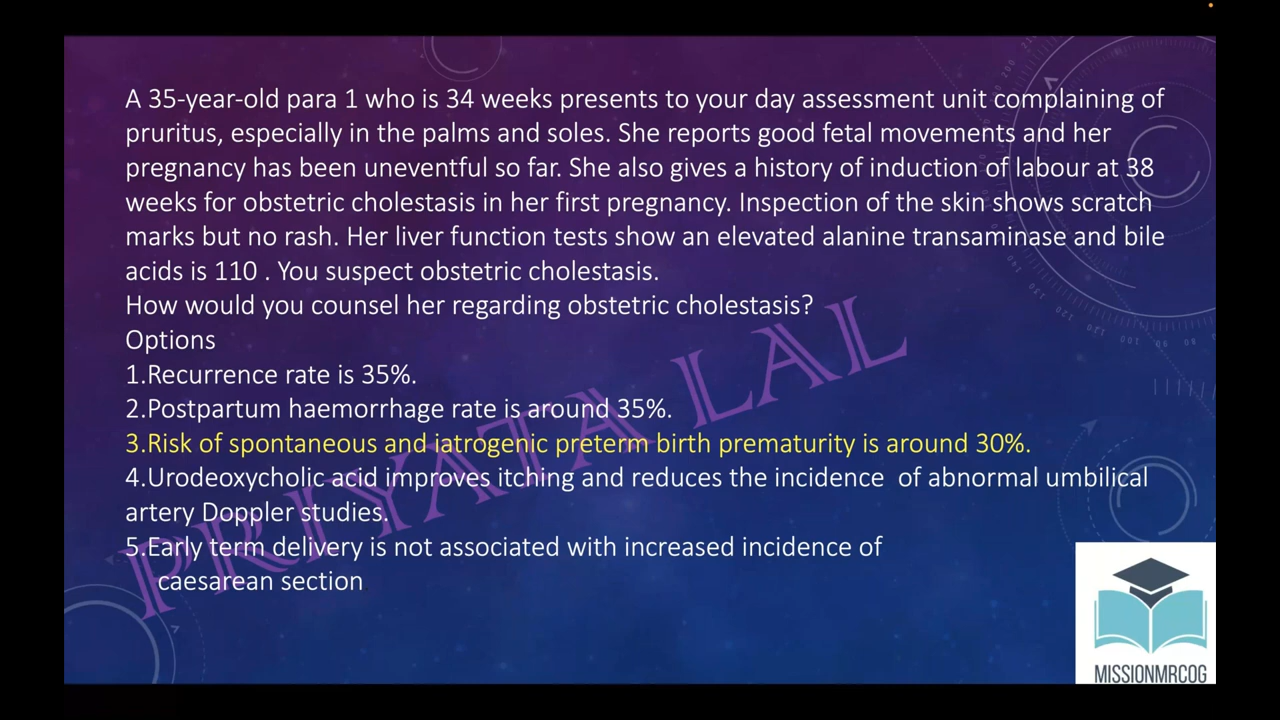 A 35-year-old para 1 who is 34 weeks presents to your day assessment unit complaining of
pruritus, especially in the palms and soles. She reports good fetal movements and her
pregnancy has been uneventful so far. She also gives a history of induction of labour at 38
weeks for obstetric cholestasis in her first pregnancy. Inspection of the skin shows scratch
marks but no rash. Her liver function tests show an elevated alanine transaminase and bile
acids is 110 . You suspect obstetric cholestasis.
How would you counsel her regarding obstetric cholestasis?
Options
1.Recurrence rate is 35%.
2.Postpartum haemorrhage rate is around 35%.
3.Risk of spontaneous and iatrogenic preterm birth prematurity is around 30%.
4.Urodeoxycholic acid improves itching and reduces the incidence of abnormal umbilical
artery Doppler studies.
5.Early term delivery is not associated with increased incidence of
caesarean section
PRIYATA LAL
MISSIONMRCOG